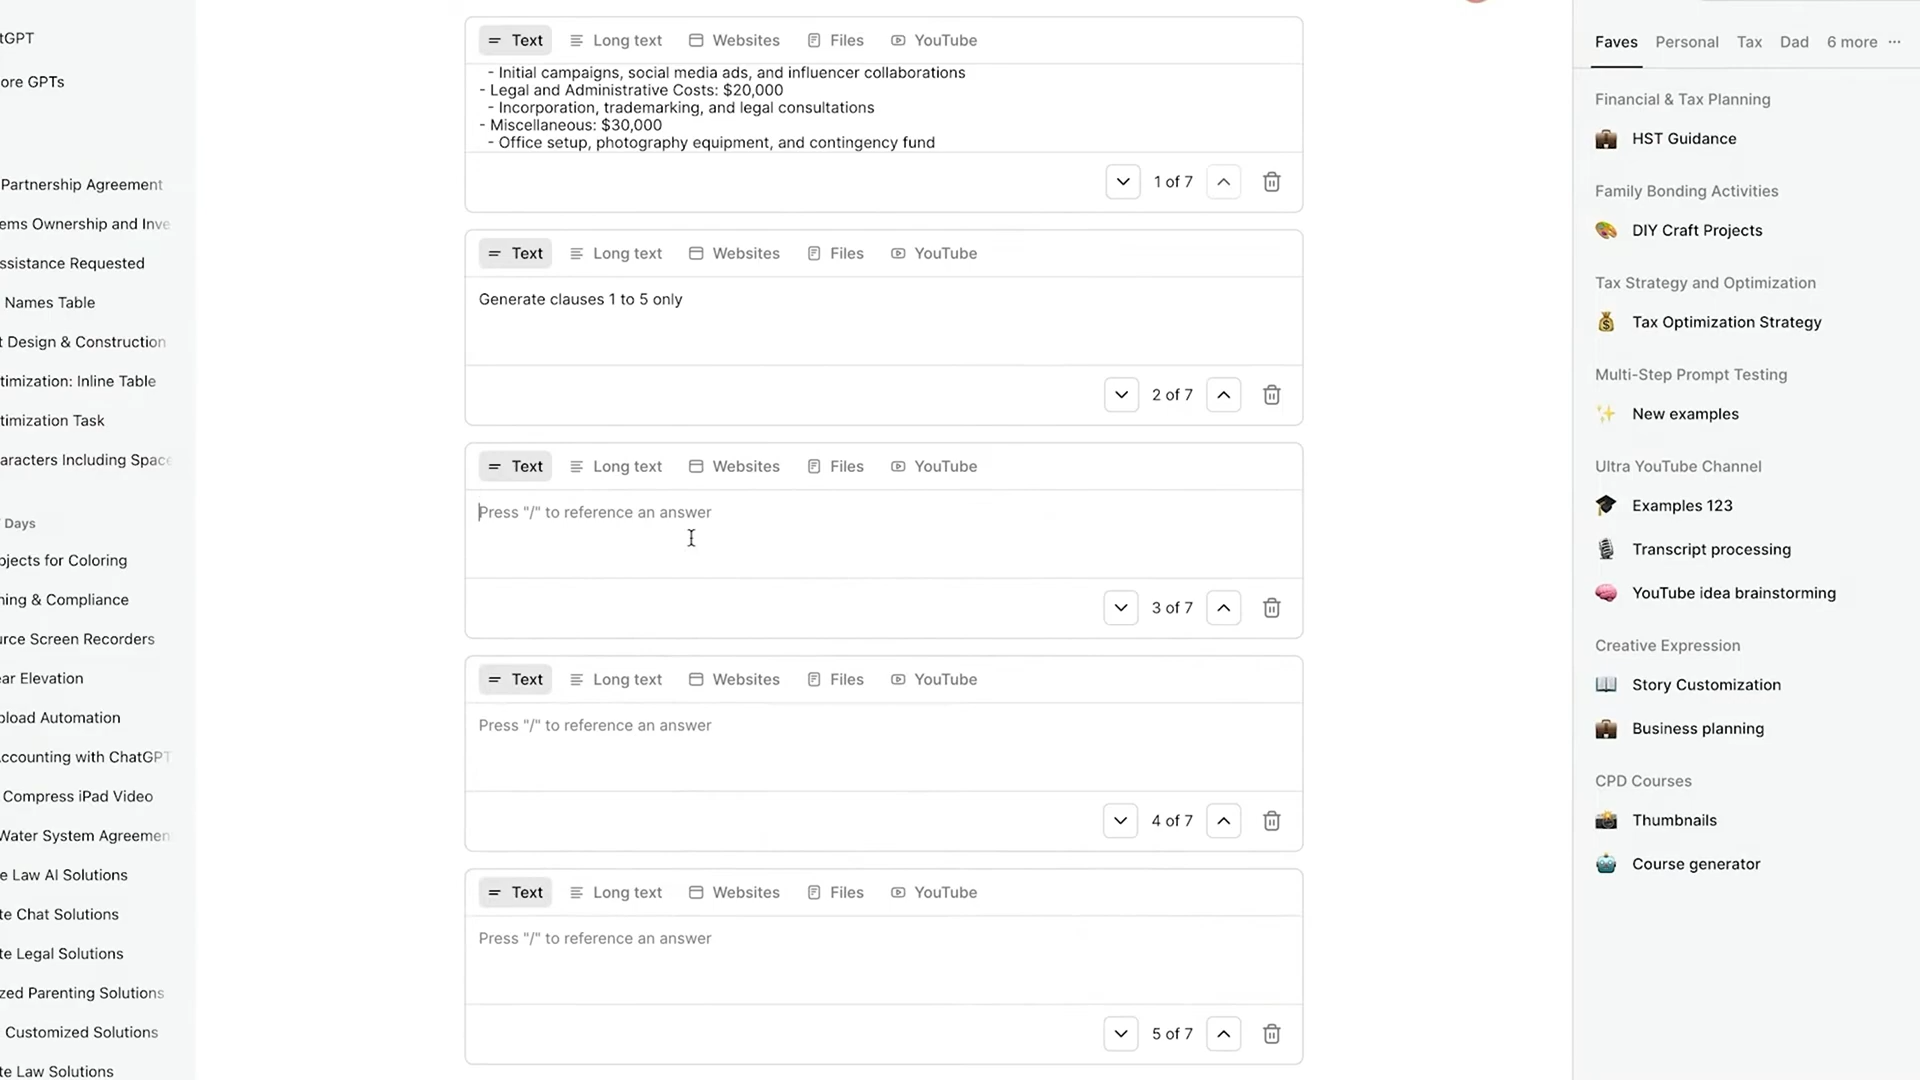 tGPT
ore GPTs
Partnership Agreement
ems Ownership and Inve
ssistance Requested
Names Table
t Design & Construction
timization: Inline Table
timization Task
aracters Including Space
Days
bjects for Coloring
ning & Compliance
urce Screen Recorders
ear Elevation
pload Automation
ccounting with ChatGPT
Compress iPad Video
Water System Agreemen
e Law AI Solutions
te Chat Solutions
te Legal Solutions
zed Parenting Solutions
Customized Solutions
te Law Solutions
Text Long text Websites Files YouTube
- Initial campaigns, social media ads, and influencer collaborations
- Legal and Administrative Costs: $20,000
- Incorporation, trademarking, and legal consultations
- Miscellaneous: $30,000
- Office setup, photography equipment, and contingency fund
1 of 7
Text Long text Websites Files YouTube
Generate clauses 1 to 5 only
2 of 7
Text Long text Websites Files YouTube
Press "/" to reference an answer
3 of 7
Text Long text Websites Files YouTube
Press "/" to reference an answer
4 of 7
Text Long text Websites Files YouTube
Press "/" to reference an answer
5 of 7
Faves Personal Tax Dad 6 more ...
Financial & Tax Planning
HST Guidance
Family Bonding Activities
DIY Craft Projects
Tax Strategy and Optimization
Tax Optimization Strategy
Multi-Step Prompt Testing
New examples
Ultra YouTube Channel
Examples 123
Transcript processing
YouTube idea brainstorming
Creative Expression
Story Customization
Business planning
CPD Courses
Thumbnails
Course generator